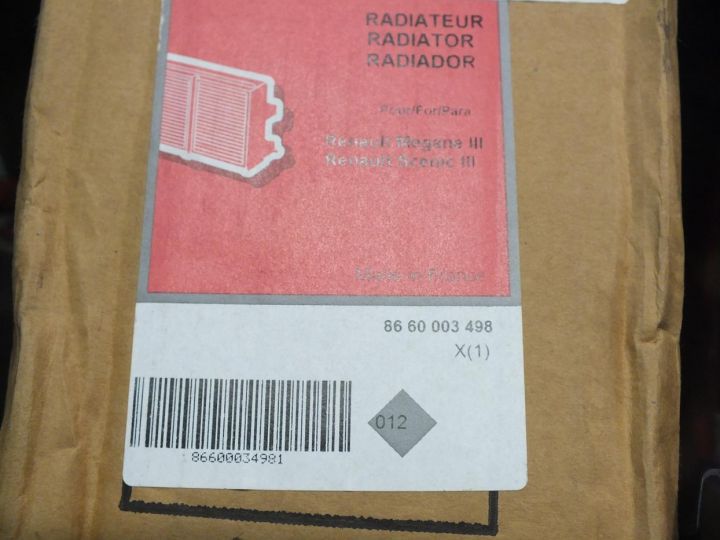 RADIATEUR
RADIATOR
RADIADOR
Pour/For/Para
Renault Megane III
Renault Scenic III
Made in France
86 60 003 498
X(1)
012
86600034981